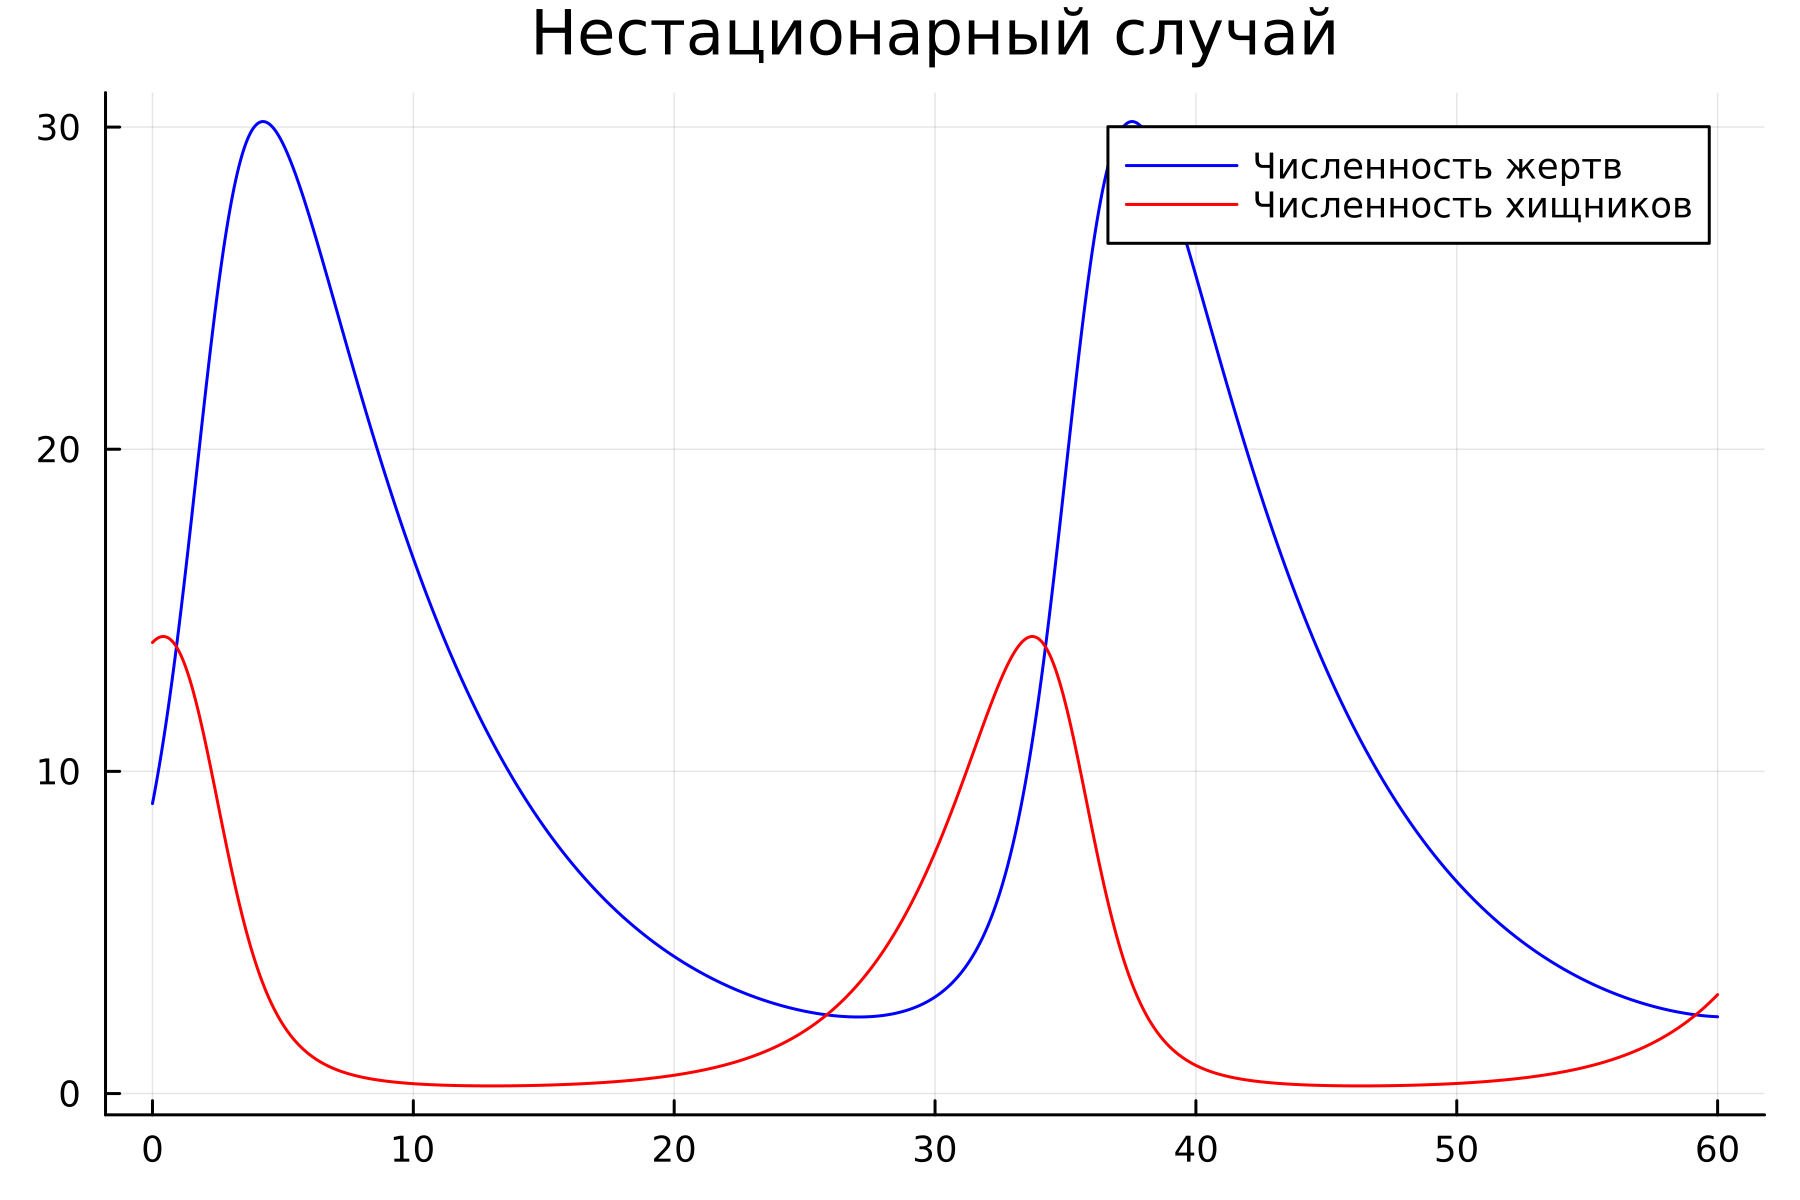 Нестационарный случай
30
20
10
0
Численность жертв
Численность хищников
0 10 20 30 40 50 60